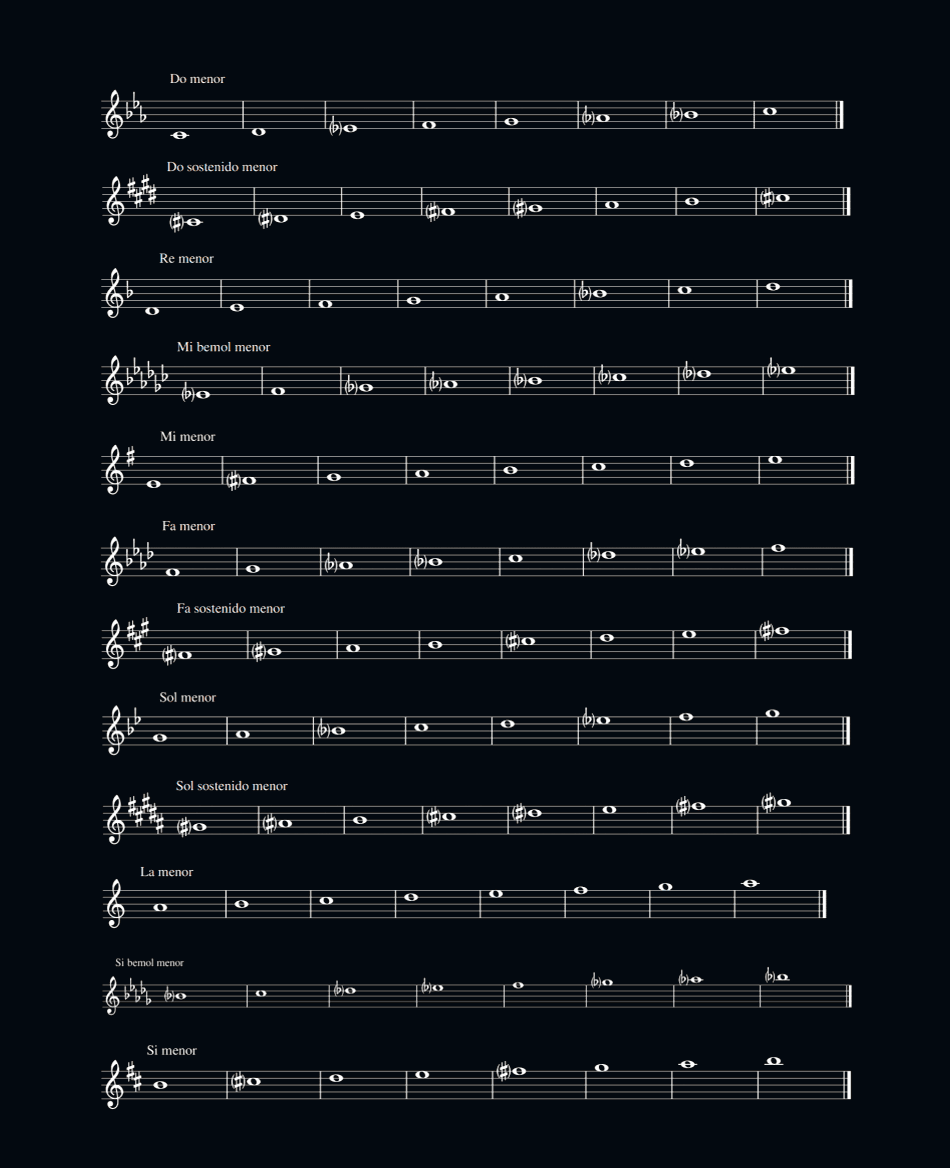 Do menor
Do sostenido menor
Re menor
Mi bemol menor
Mi menor
Fa menor
Fa sostenido menor
Sol menor
Sol sostenido menor
La menor
Si bemol menor
Si menor